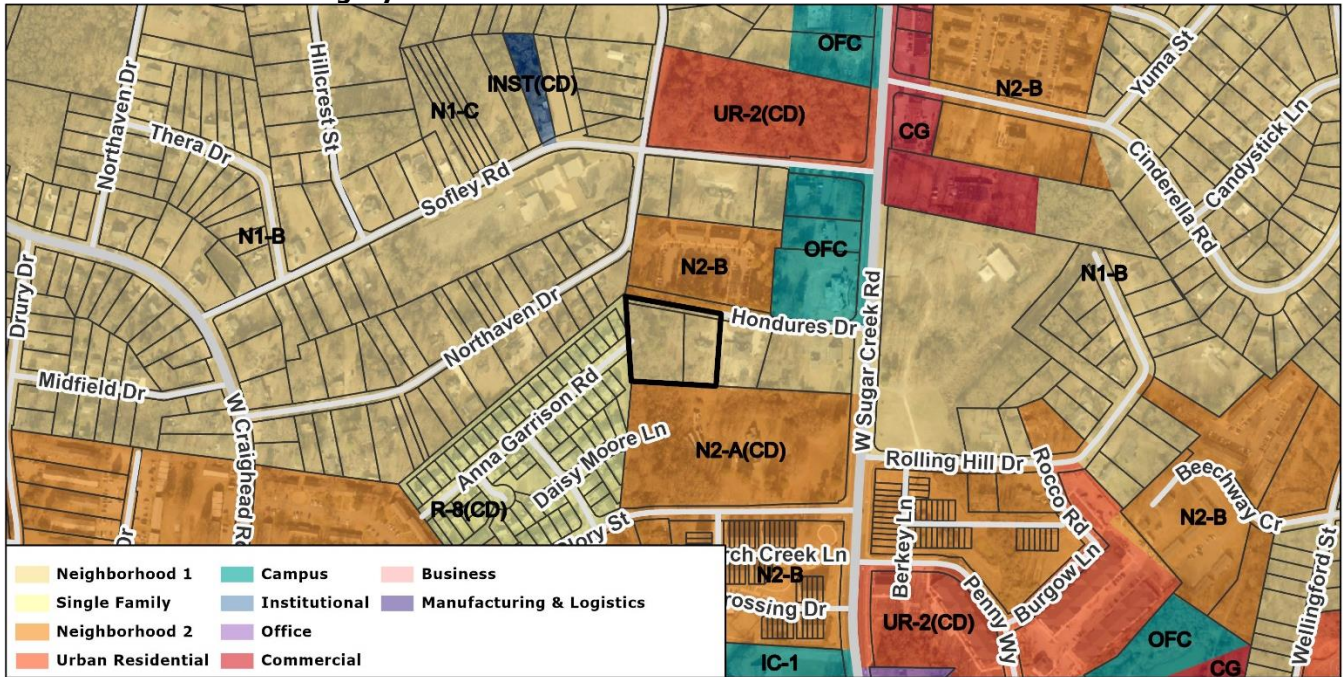 OFC
N2-B
Yuma St
Northaven Dr
Hillcrest St
INST(CD)
N1-C
UR-2(CD)
CG
Candystick Ln
Thera Dr
Cinderella Rd
Sofley Rd
N1-B
OFC
N2-B
N1-B
Drury Dr
Northaven Dr
Hondures Dr
W Sugar Creek Rd
Midfield Dr
W Craighead Rd
Anna Garrison Rd
Daisy Moore Ln
N2-A(CD)
Rolling Hill Dr
Rocco Rd
Beechway Cr
R-8(CD)
Berkey Ln
N2-B
Dr
Creek Ln
N2-B
Burgow Ln
Penny Wy
Wellingford St
UR-2(CD)
OFC
IC-1
CG
Neighborhood 1
Campus
Business
Single Family
Institutional
Manufacturing & Logistics
Neighborhood 2
Office
Urban Residential
Commercial